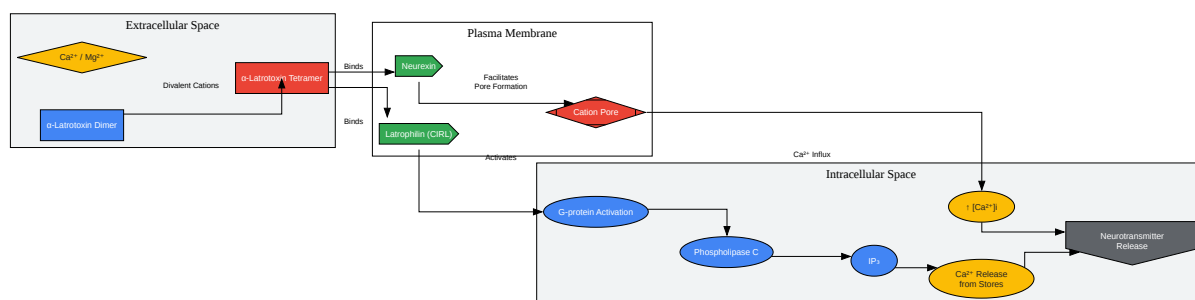 Extracellular Space
Ca²⁺ / Mg²⁺
Divalent Cations
α-Latrotoxin Tetramer
α-Latrotoxin Dimer
Binds
Binds
Plasma Membrane
Neurexin
Facilitates
Pore Formation
Cation Pore
Latrophilin (CIRL)
Activates
Ca²⁺ Influx
Intracellular Space
G-protein Activation
Phospholipase C
IP₃
↑ [Ca²⁺]i
Ca²⁺ Release
from Stores
Neurotransmitter
Release